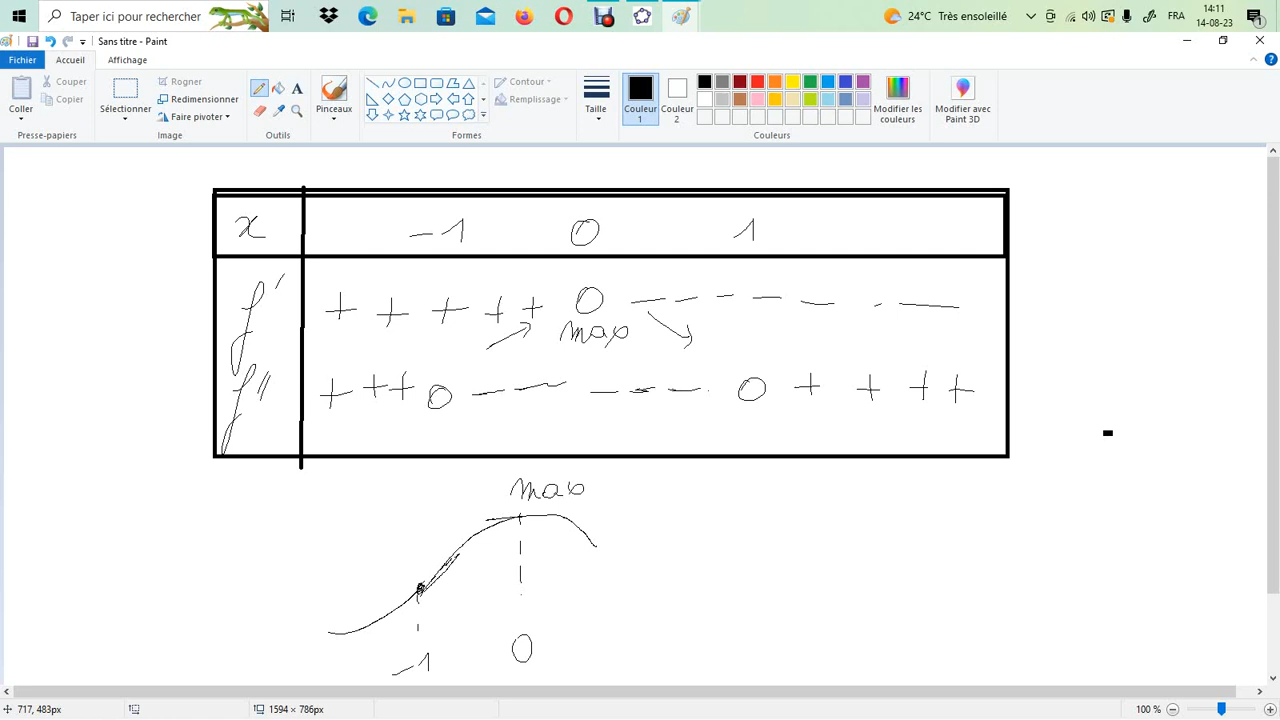 Taper ici pour rechercher
24°C Très ensoleillé
FRA
14:11
14-08-23
1
Sans titre - Paint
Fichier Accueil Affichage
Coller
Couper
Copier
Presse-papiers
Sélectionner
Rogner
Redimensionner
Faire pivoter
Image
A
Outils
Pinceaux
Contour
Remplissage
Formes
Taille
Couleur 1
Couleur 2
Modifier les couleurs
Couleurs
Modifier avec Paint 3D
x -1 0 1
f' + + + + + 0 - - - - - - -
max
f'' + + + 0 - - - - - 0 + + + +
max
-1 0
717, 483px
1594 × 786px
100 %